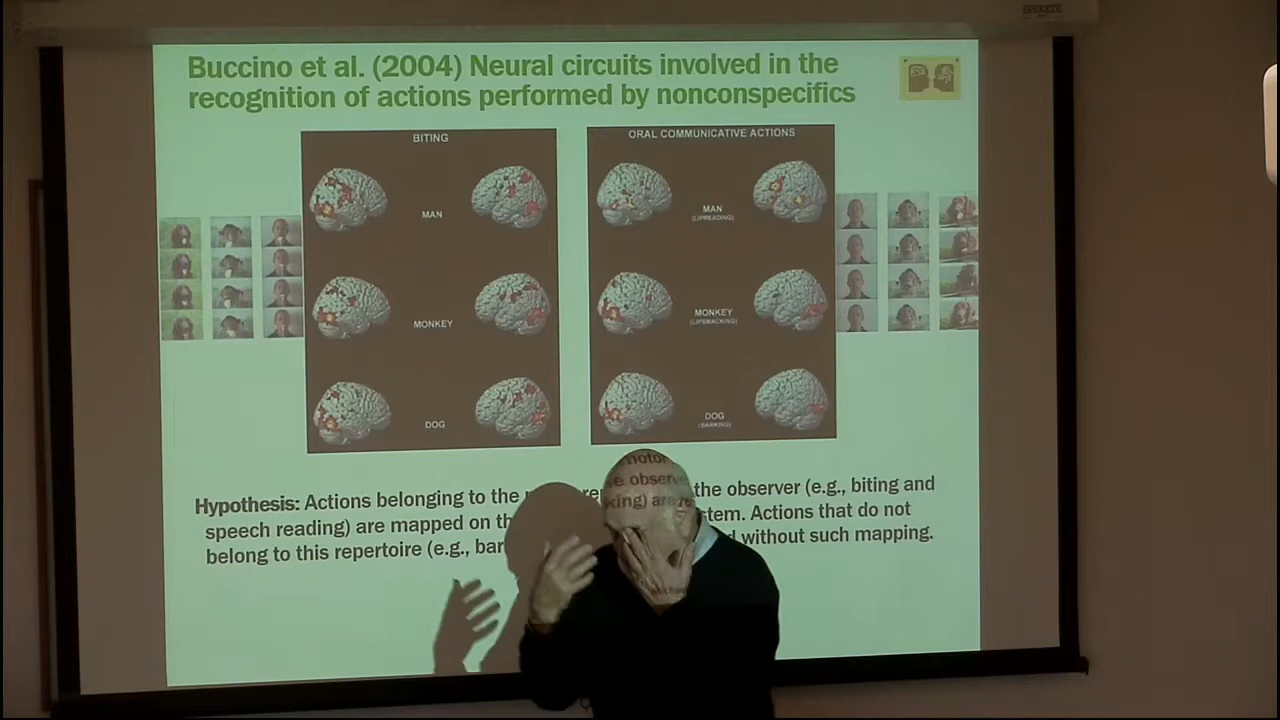 Buccino et al. (2004) Neural circuits involved in the
recognition of actions performed by nonconspecifics
BITING
MAN
MONKEY
DOG
ORAL COMMUNICATIVE ACTIONS
MAN
(LIPREADING)
MONKEY
(LIPSMACKING)
DOG
(BARKING)
Hypothesis: Actions belonging to the motor the observer (e.g., biting and
speech reading) are mapped on th stem. Actions that do not
belong to this repertoire (e.g., bar d without such mapping.